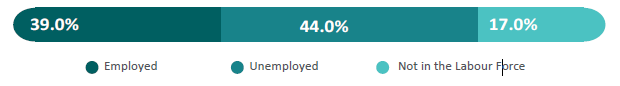 39.0% 44.0% 17.0%
Employed Unemployed Not in the Labour Force